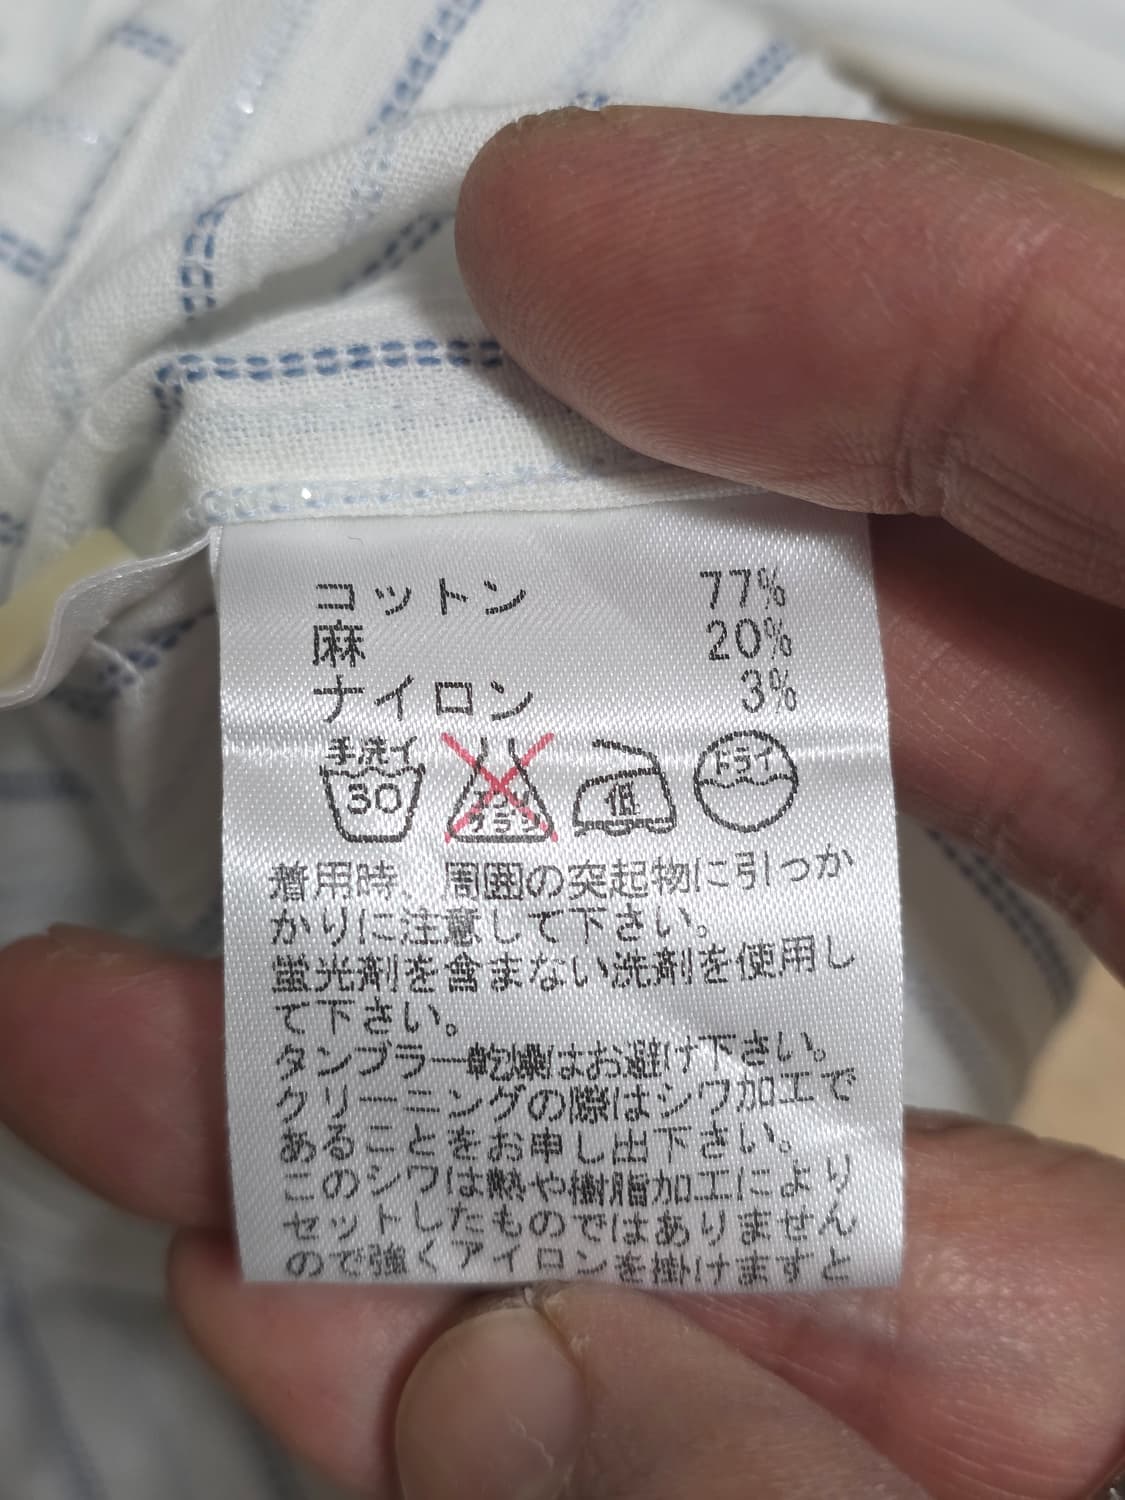 コットン 77%
麻 20%
ナイロン 3%
手洗イ
30
エンソ
サラシ
低
ドライ
着用時、周囲の突起物に引っか
かりに注意して下さい。
蛍光剤を含まない洗剤を使用し
て下さい。
タンブラー乾燥はお避け下さい。
クリーニングの際はシワ加工で
あることをお申し出下さい。
このシワは熱や樹脂加工により
セットしたものではありません
ので強くアイロンを掛けますと